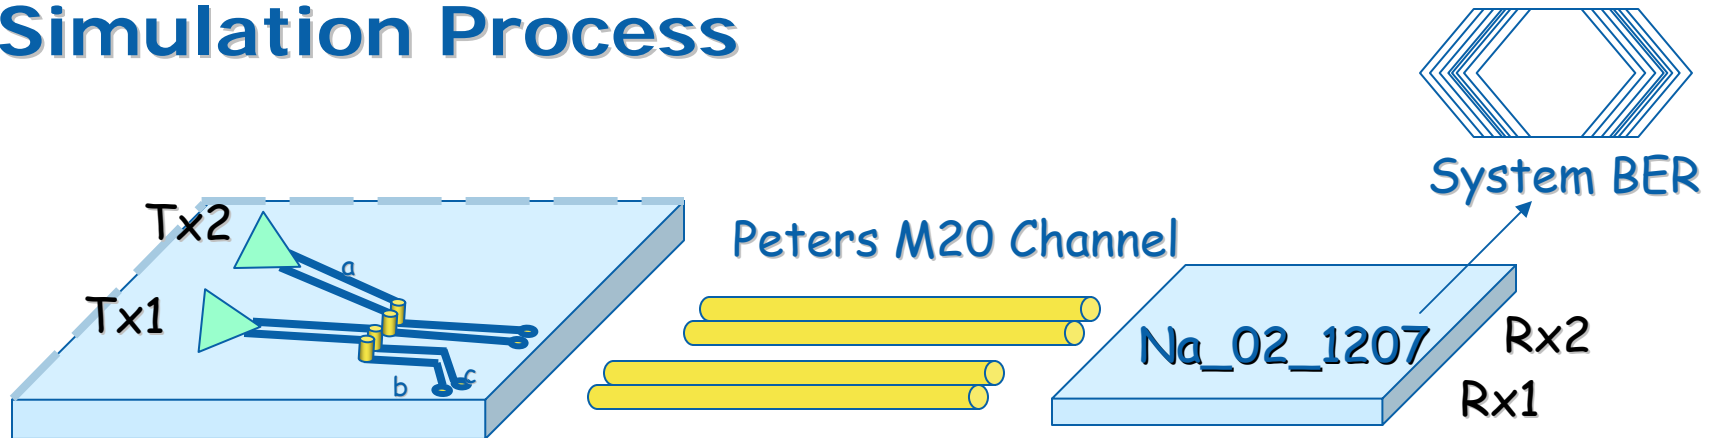 Simulation Process
System BER
Tx2
Peters M20 Channel
a
Tx1
Na_02_1207
Rx2
b
c
Rx1